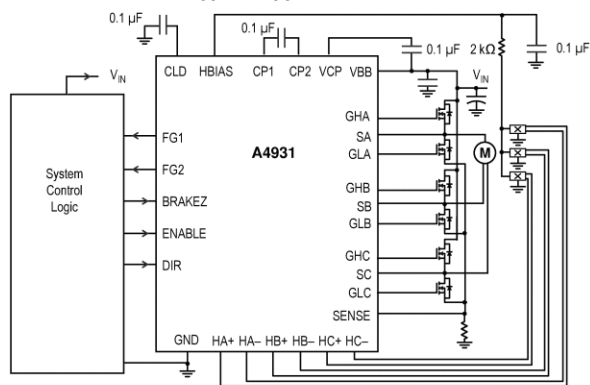 0.1 µF
0.1 µF
0.1 µF
2 kΩ
0.1 µF
CLD
HBIAS
CP1
CP2
VCP
VBB
VIN
VIN
A4931
GHA
SA
GLA
GHB
SB
GLB
GHC
SC
GLC
SENSE
M
System
Control
Logic
FG1
FG2
BRAKEZ
ENABLE
DIR
GND
HA+
HA–
HB+
HB–
HC+
HC–